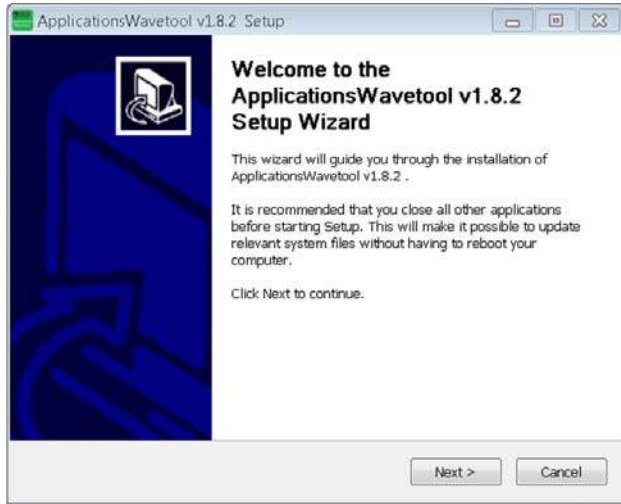 ApplicationsWavetool v1.8.2 Setup
Welcome to the
ApplicationsWavetool v1.8.2
Setup Wizard
This wizard will guide you through the installation of
ApplicationsWavetool v1.8.2 .
It is recommended that you close all other applications
before starting Setup. This will make it possible to update
relevant system files without having to reboot your
computer.
Click Next to continue.
Next >
Cancel